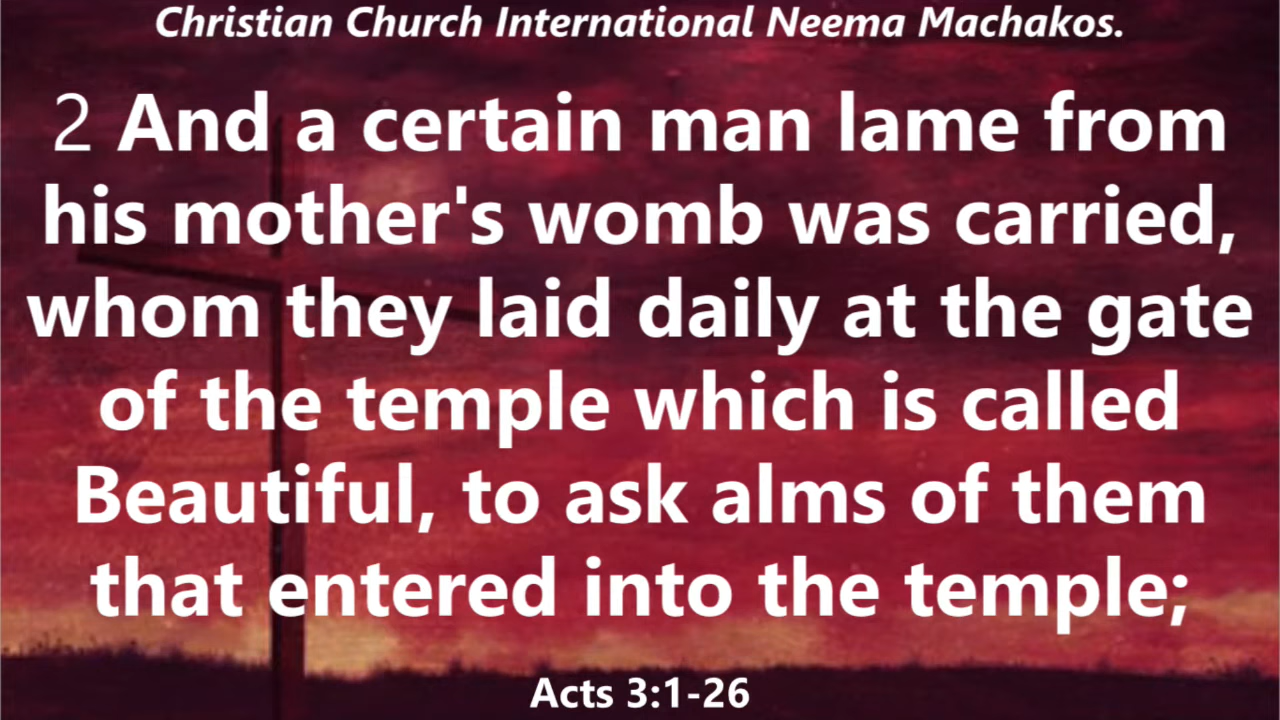 Christian Church International Neema Machakos.
2 And a certain man lame from
his mother's womb was carried,
whom they laid daily at the gate
of the temple which is called
Beautiful, to ask alms of them
that entered into the temple;
Acts 3:1-26